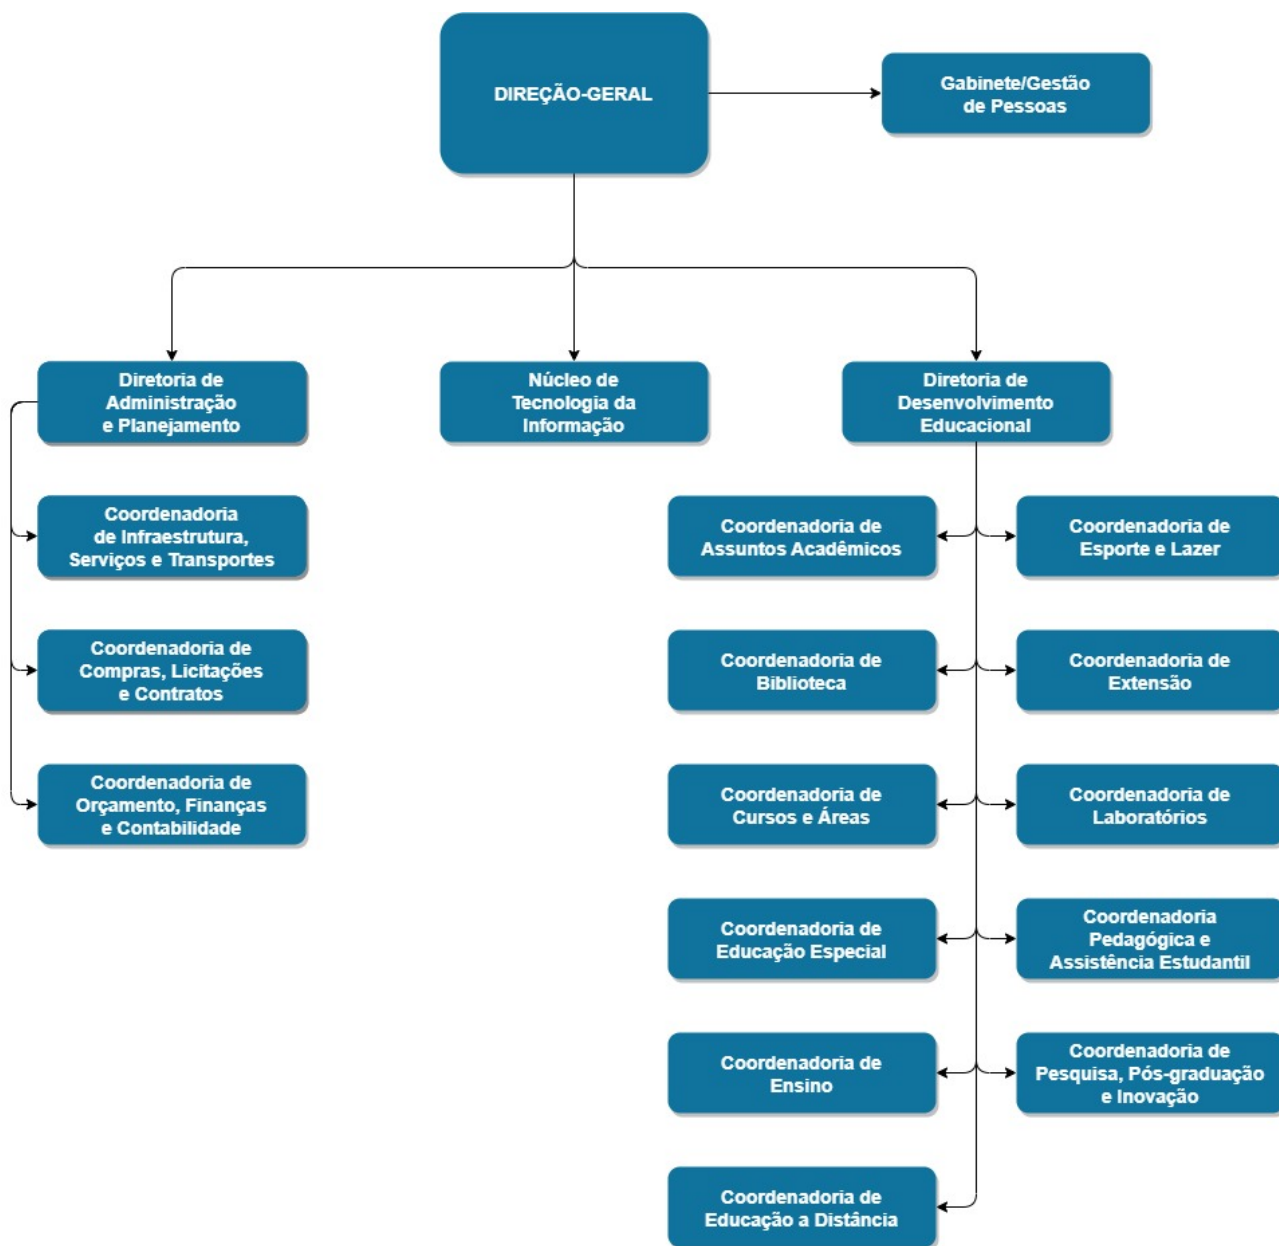 DIREÇÃO-GERAL
Gabinete/Gestão
de Pessoas
Diretoria de
Administração
e Planejamento
Núcleo de
Tecnologia da
Informação
Diretoria de
Desenvolvimento
Educacional
Coordenadoria
de Infraestrutura,
Serviços e Transportes
Coordenadoria de
Compras, Licitações
e Contratos
Coordenadoria de
Orçamento, Finanças
e Contabilidade
Coordenadoria de
Assuntos Acadêmicos
Coordenadoria de
Esporte e Lazer
Coordenadoria de
Biblioteca
Coordenadoria de
Extensão
Coordenadoria de
Cursos e Áreas
Coordenadoria de
Laboratórios
Coordenadoria de
Educação Especial
Coordenadoria
Pedagógica e
Assistência Estudantil
Coordenadoria de
Ensino
Coordenadoria de
Pesquisa, Pós-graduação
e Inovação
Coordenadoria de
Educação a Distância